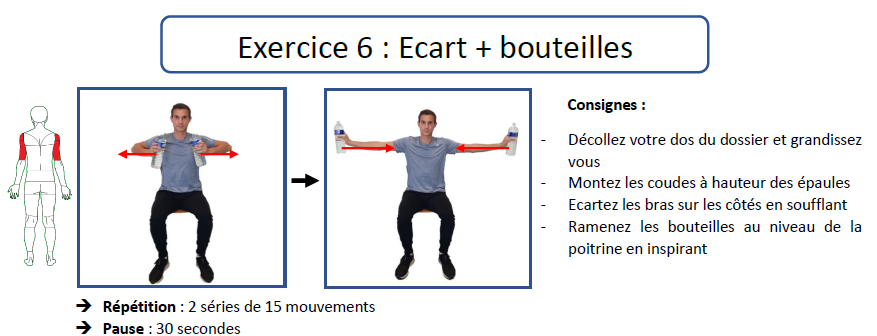 Exercice 6 : Ecart + bouteilles
Consignes :
- Décollez votre dos du dossier et grandissez
vous
- Montez les coudes à hauteur des épaules
- Ecartez les bras sur les côtés en soufflant
- Ramenez les bouteilles au niveau de la
poitrine en inspirant
➔ Répétition : 2 séries de 15 mouvements
➔ Pause : 30 secondes